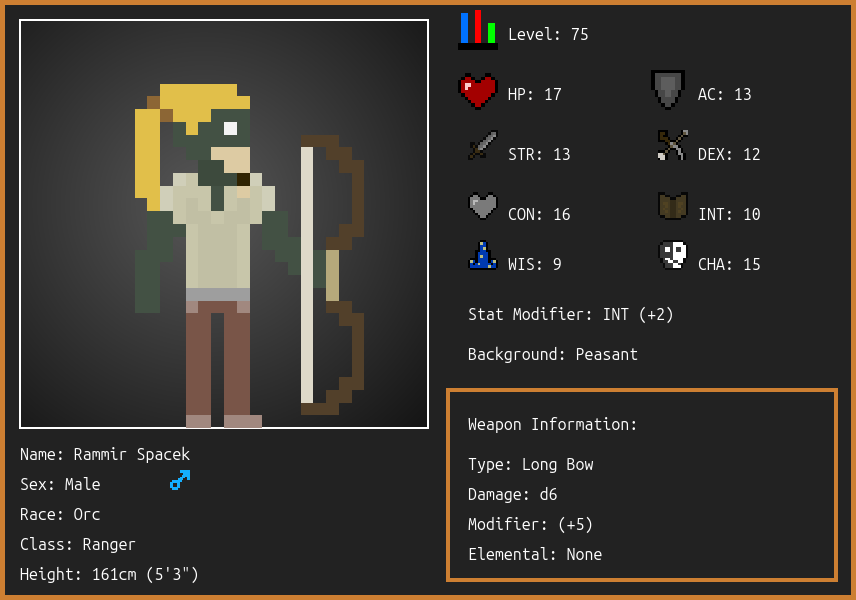 Level: 75
HP: 17
AC: 13
STR: 13
DEX: 12
CON: 16
INT: 10
WIS: 9
CHA: 15
Stat Modifier: INT (+2)
Background: Peasant
Weapon Information:
Type: Long Bow
Damage: d6
Modifier: (+5)
Elemental: None
Name: Rammir Spacek
Sex: Male
Race: Orc
Class: Ranger
Height: 161cm (5'3")